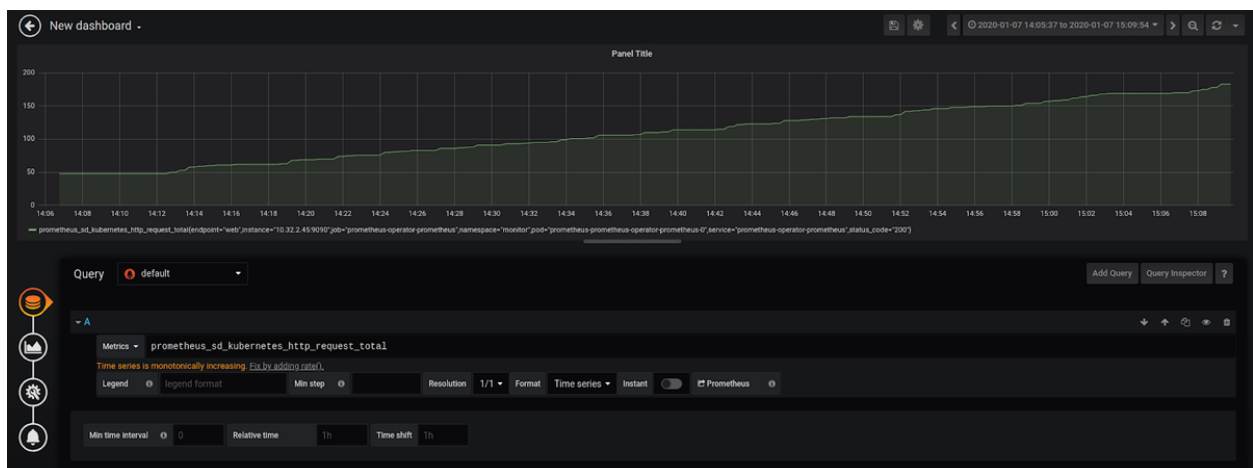 New dashboard
2020-01-07 14:05:37 to 2020-01-07 15:09:54
Panel Title
200
150
100
50
0
14:06 14:08 14:10 14:12 14:14 14:16 14:18 14:20 14:22 14:24 14:26 14:28 14:30 14:32 14:34 14:36 14:38 14:40 14:42 14:44 14:46 14:48 14:50 14:52 14:54 14:56 14:58 15:00 15:02 15:04 15:06 15:08
prometheus_sd_kubernetes_http_request_total{endpoint="web",instance="10.32.2.45:9090",job="prometheus-operator-prometheus",namespace="monitor",pod="prometheus-prometheus-operator-prometheus-0",service="prometheus-operator-prometheus",status_code="200"}
Query default Add Query Query Inspector ?
A
Metrics prometheus_sd_kubernetes_http_request_total
Time series is monotonically increasing. Fix by adding rate().
Legend legend format Min step Resolution 1/1 Format Time series Instant Prometheus
Min time interval 0 Relative time 1h Time shift 1h